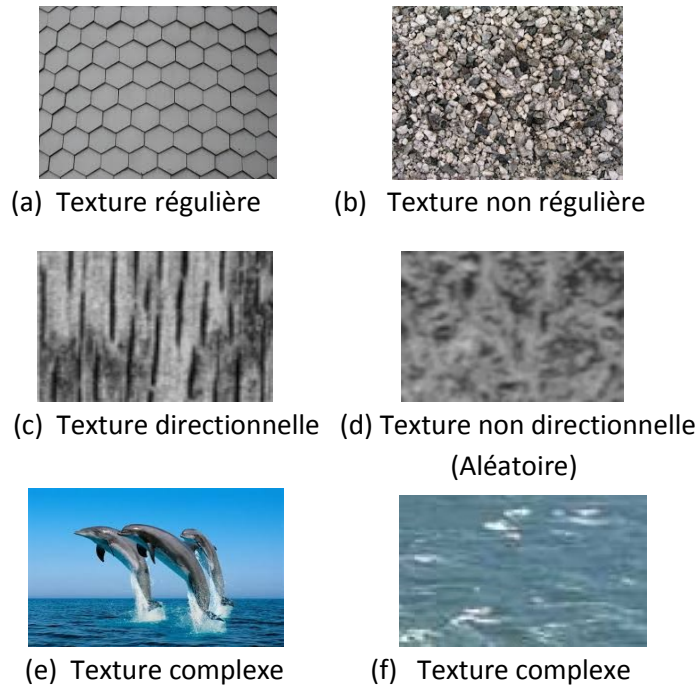 (a) Texture régulière
(b) Texture non régulière
(c) Texture directionnelle
(d) Texture non directionnelle
(Aléatoire)
(e) Texture complexe
(f) Texture complexe